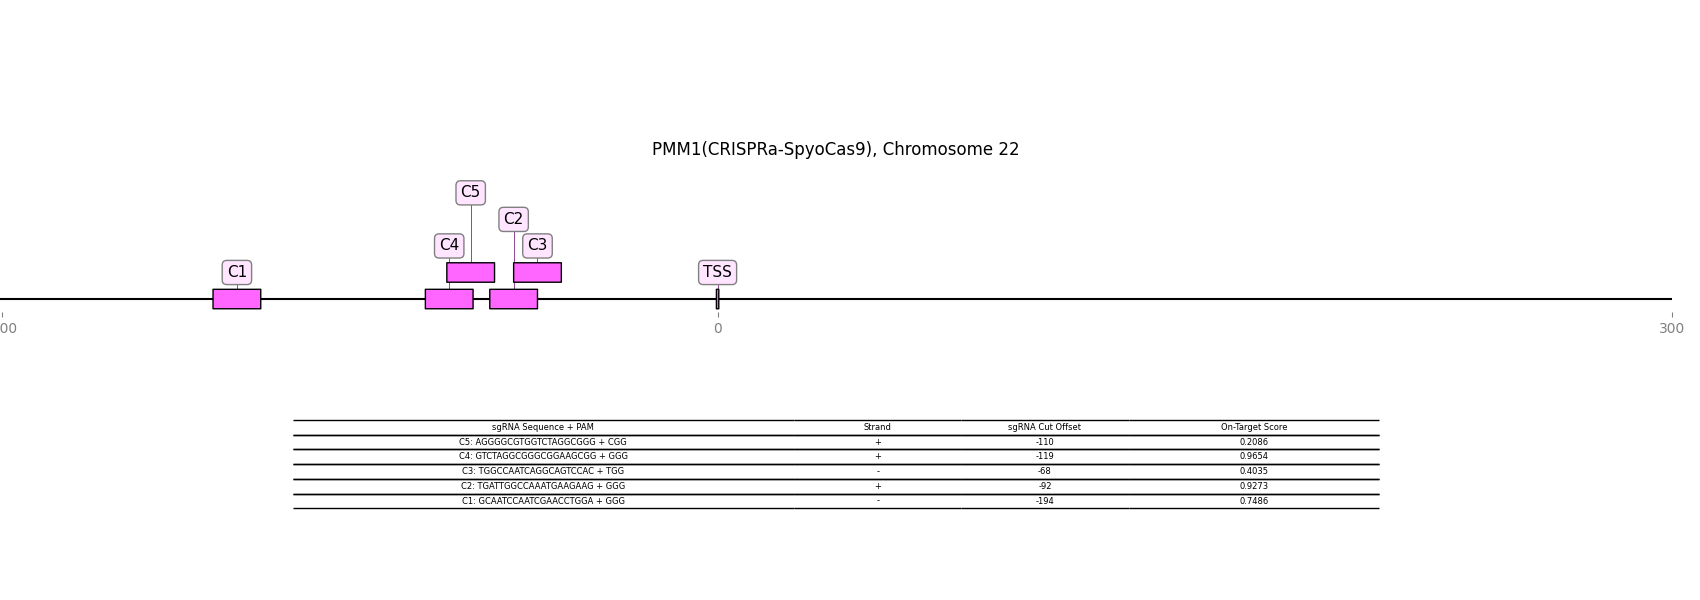 PMM1(CRISPRa-SpyoCas9), Chromosome 22
C5
C2
C4 C3
C1 TSS
00 0 300
sgRNA Sequence + PAM Strand sgRNA Cut Offset On-Target Score
C5: AGGGGCGTGGTCTAGGCGGG + CGG + -110 0.2086
C4: GTCTAGGCGGGCGGAAGCGG + GGG + -119 0.9654
C3: TGGCCAATCAGGCAGTCCAC + TGG - -68 0.4035
C2: TGATTGGCCAAATGAAGAAG + GGG + -92 0.9273
C1: GCAATCCAATCGAACCTGGA + GGG - -194 0.7486